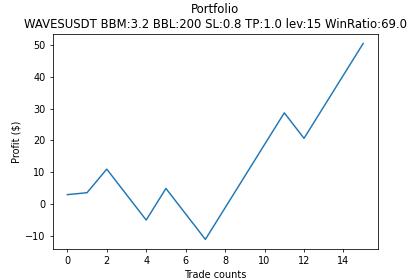 Portfolio
WAVESUSDT BBM:3.2 BBL:200 SL:0.8 TP:1.0 lev:15 WinRatio:69.0
50
40
30
20
10
0
−10
Profit ($)
0 2 4 6 8 10 12 14
Trade counts